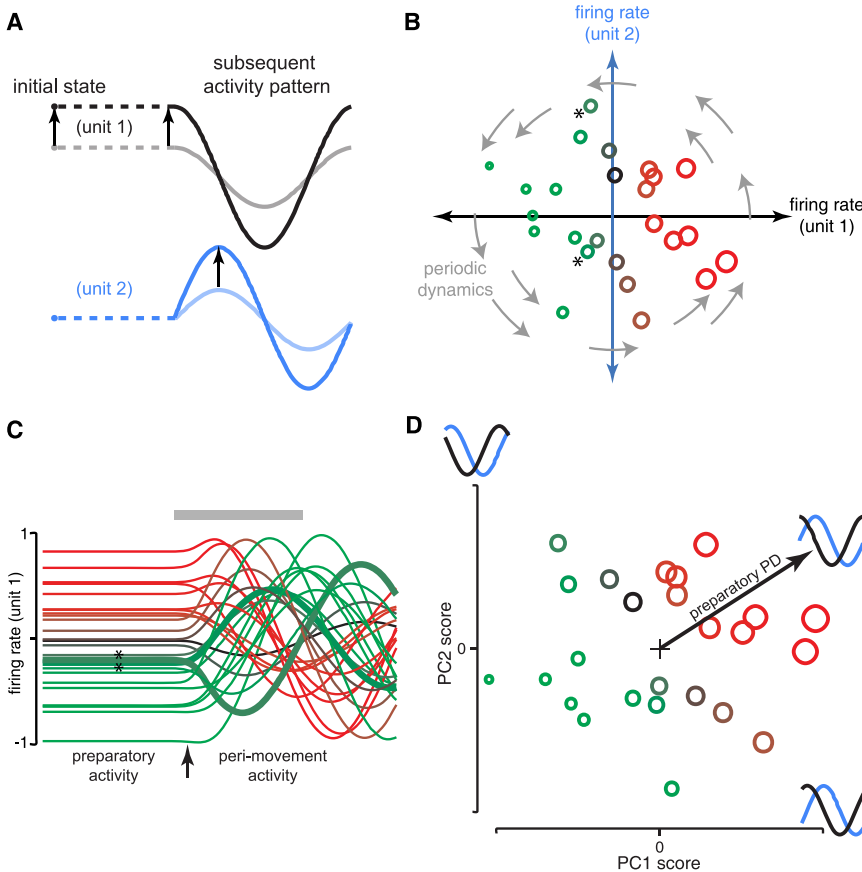 A
initial state
subsequent
activity pattern
(unit 1)
(unit 2)
B
firing rate
(unit 2)
*
firing rate
(unit 1)
periodic
dynamics
*
C
firing rate (unit 1)
1
-1
*
*
preparatory
activity
peri-movement
activity
D
PC2 score
0
preparatory PD
0
PC1 score